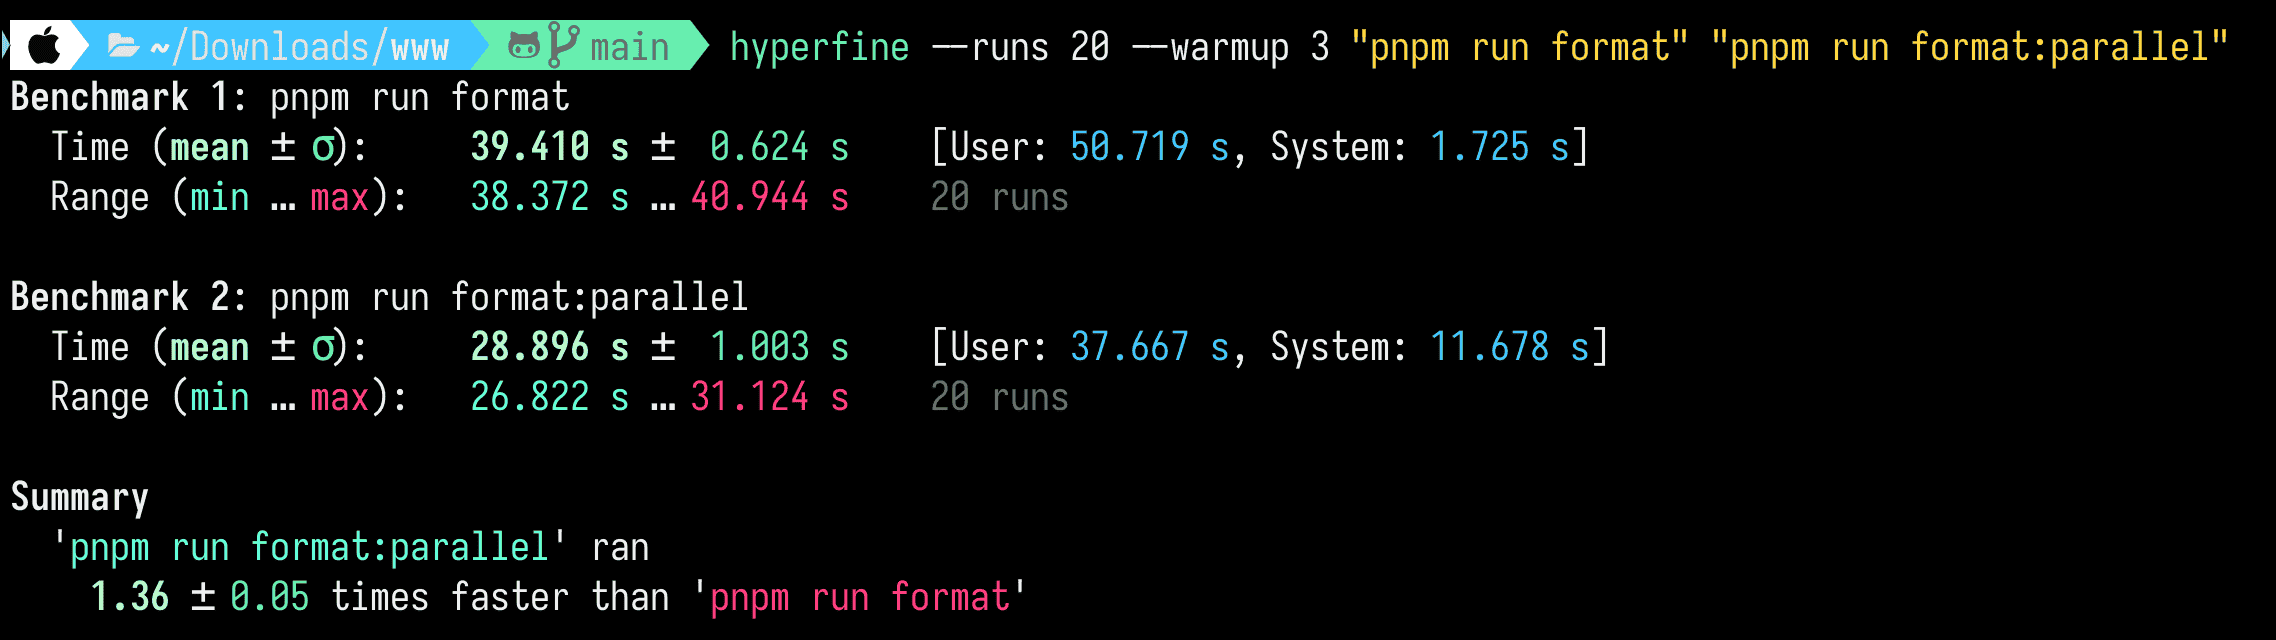 ~/Downloads/www main hyperfine --runs 20 --warmup 3 "pnpm run format" "pnpm run format:parallel"
Benchmark 1: pnpm run format
Time (mean ± σ): 39.410 s ± 0.624 s [User: 50.719 s, System: 1.725 s]
Range (min … max): 38.372 s … 40.944 s 20 runs
Benchmark 2: pnpm run format:parallel
Time (mean ± σ): 28.896 s ± 1.003 s [User: 37.667 s, System: 11.678 s]
Range (min … max): 26.822 s … 31.124 s 20 runs
Summary
'pnpm run format:parallel' ran
1.36 ± 0.05 times faster than 'pnpm run format'